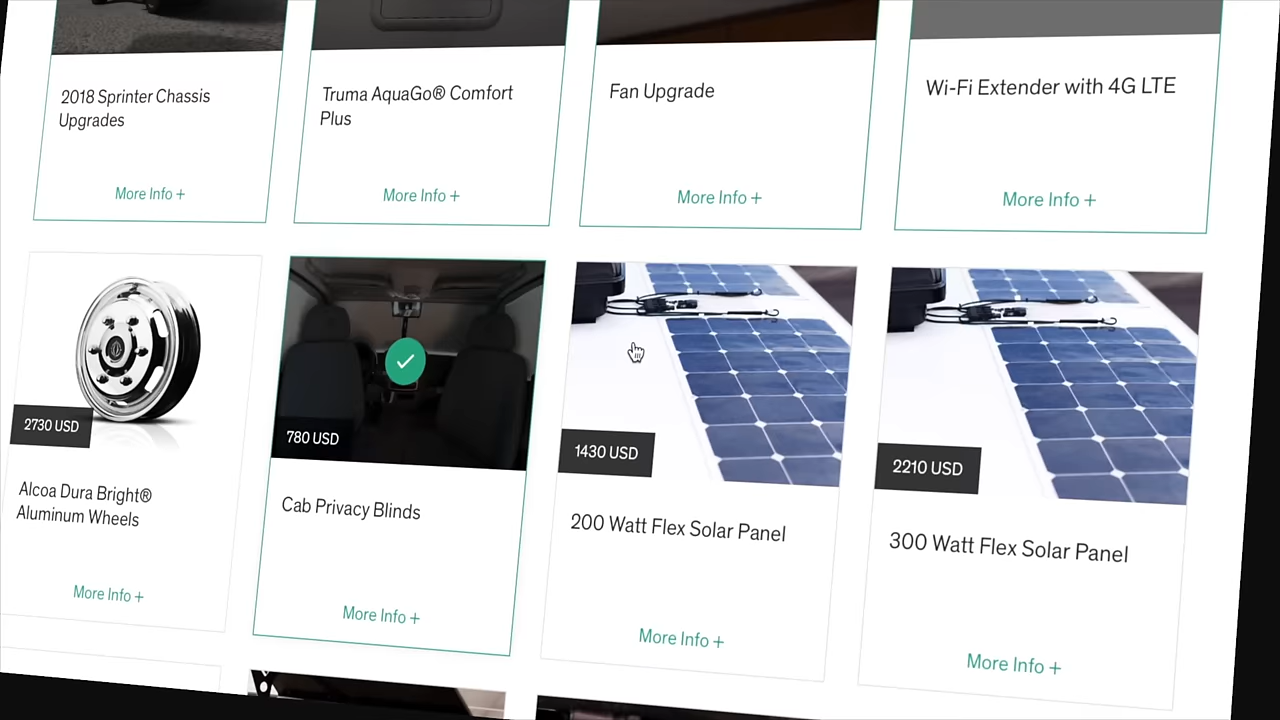 2018 Sprinter Chassis
Upgrades
More Info +
Truma AquaGo® Comfort
Plus
More Info +
Fan Upgrade
More Info +
Wi-Fi Extender with 4G LTE
More Info +
2730 USD
Alcoa Dura Bright®
Aluminum Wheels
More Info +
780 USD
Cab Privacy Blinds
More Info +
1430 USD
200 Watt Flex Solar Panel
More Info +
2210 USD
300 Watt Flex Solar Panel
More Info +